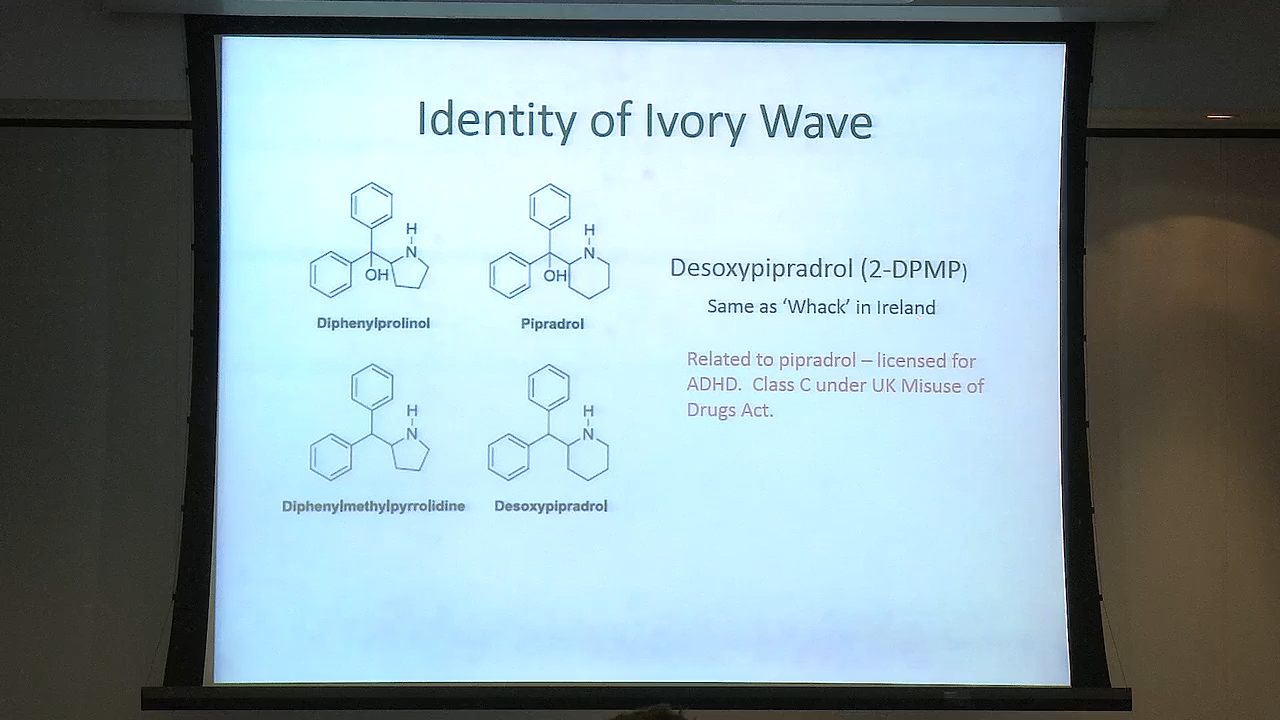 Identity of Ivory Wave
H
N
OH
Diphenylprolinol
H
N
OH
Pipradrol
H
N
Diphenylmethylpyrrolidine
H
N
Desoxypipradrol
Desoxypipradrol (2-DPMP)
Same as ‘Whack’ in Ireland
Related to pipradrol – licensed for
ADHD. Class C under UK Misuse of
Drugs Act.